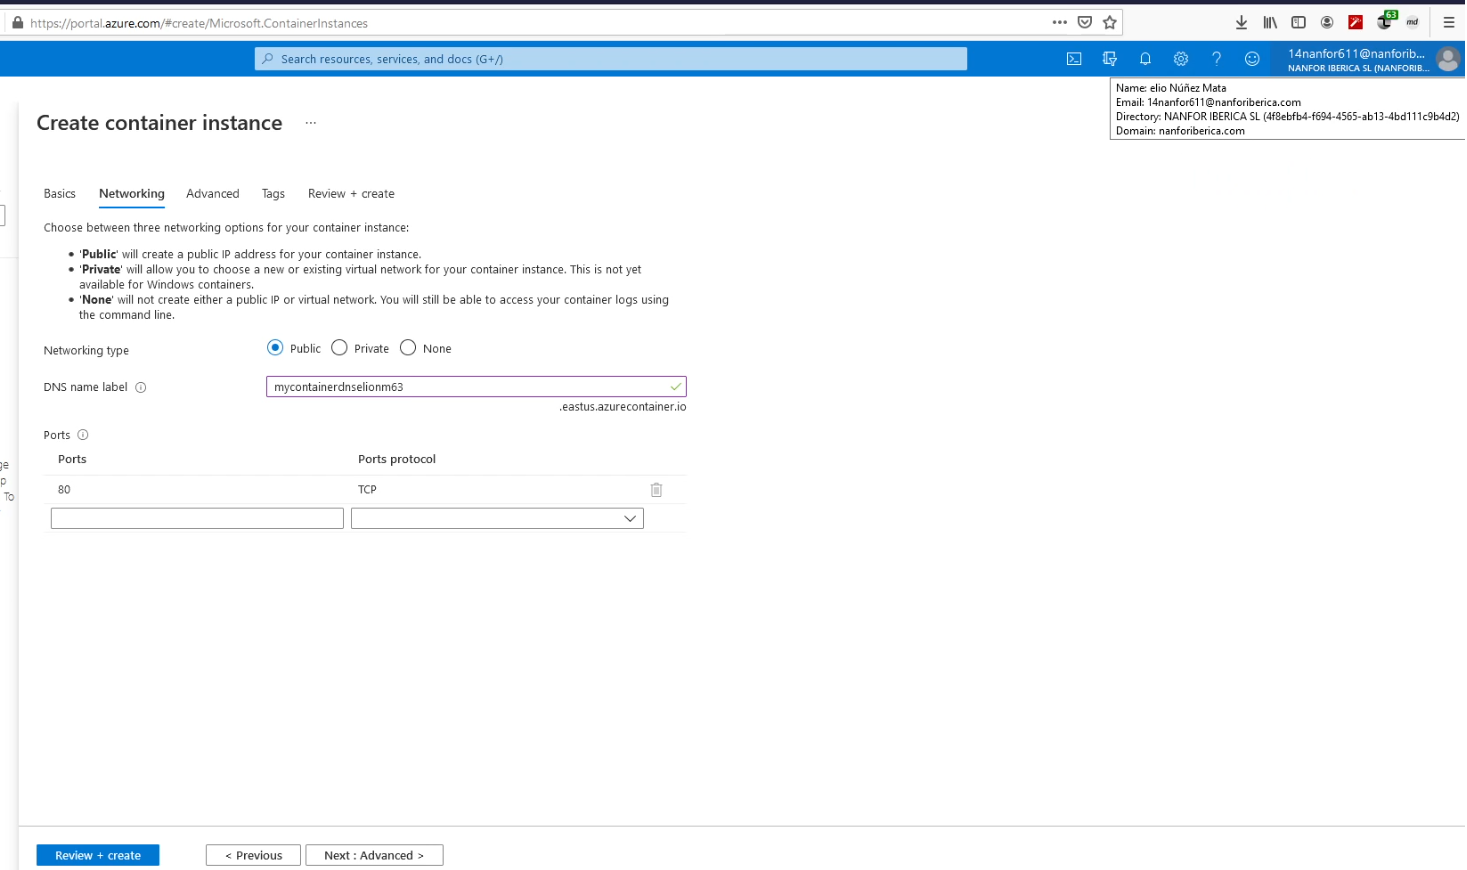 https://portal.azure.com/#create/Microsoft.ContainerInstances
63
md
Search resources, services, and docs (G+/)
14nanfor611@nanforib...
NANFOR IBERICA SL (NANFORIB...
Name: elio Núñez Mata
Email: 14nanfor611@nanforiberica.com
Directory: NANFOR IBERICA SL (4f8ebfb4-f694-4565-ab13-4bd111c9b4d2)
Domain: nanforiberica.com
Create container instance ...
Basics Networking Advanced Tags Review + create
Choose between three networking options for your container instance:
• 'Public' will create a public IP address for your container instance.
• 'Private' will allow you to choose a new or existing virtual network for your container instance. This is not yet
available for Windows containers.
• 'None' will not create either a public IP or virtual network. You will still be able to access your container logs using
the command line.
Networking type Public Private None
DNS name label mycontainerdnselionm63
.eastus.azurecontainer.io
Ports
Ports Ports protocol
80 TCP
To
Review + create < Previous Next : Advanced >